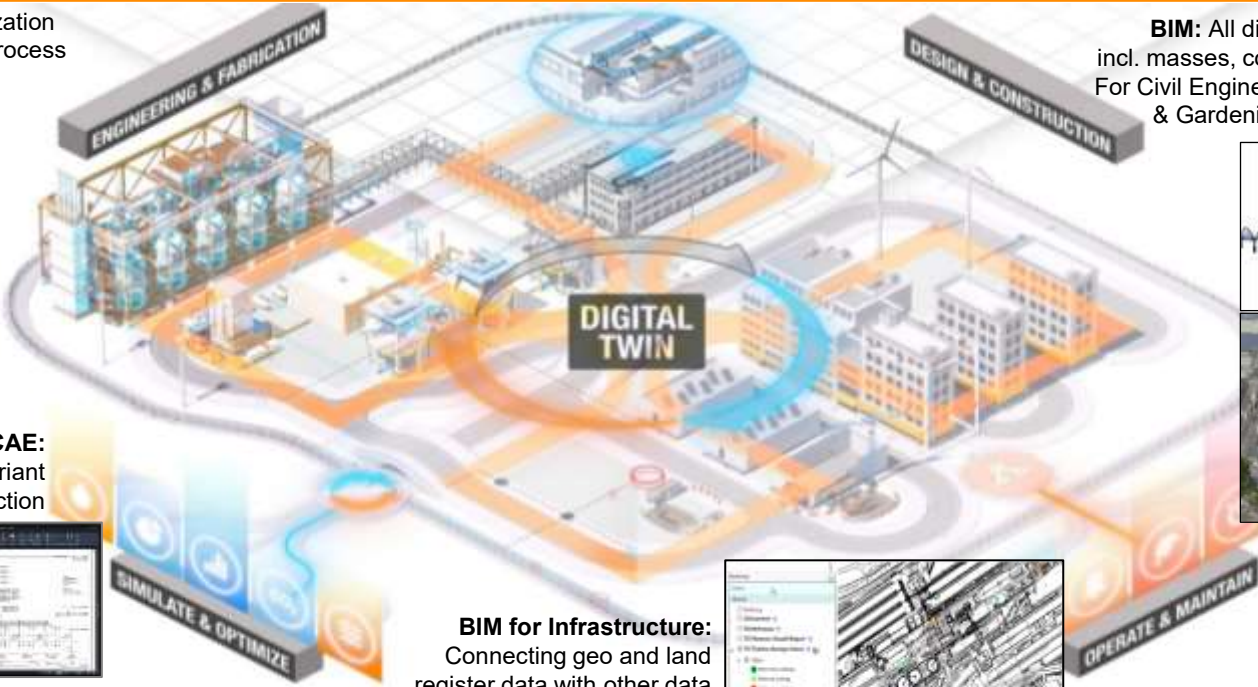 zation
rocess
ENGINEERING & FABRICATION
DESIGN & CONSTRUCTION
BIM: All di
incl. masses, co
For Civil Engine
& Gardeni
DIGITAL
TWIN
CAE:
riant
ction
SIMULATE & OPTIMIZE
BIM for Infrastructure:
Connecting geo and land
register data with other data
OPERATE & MAINTAIN